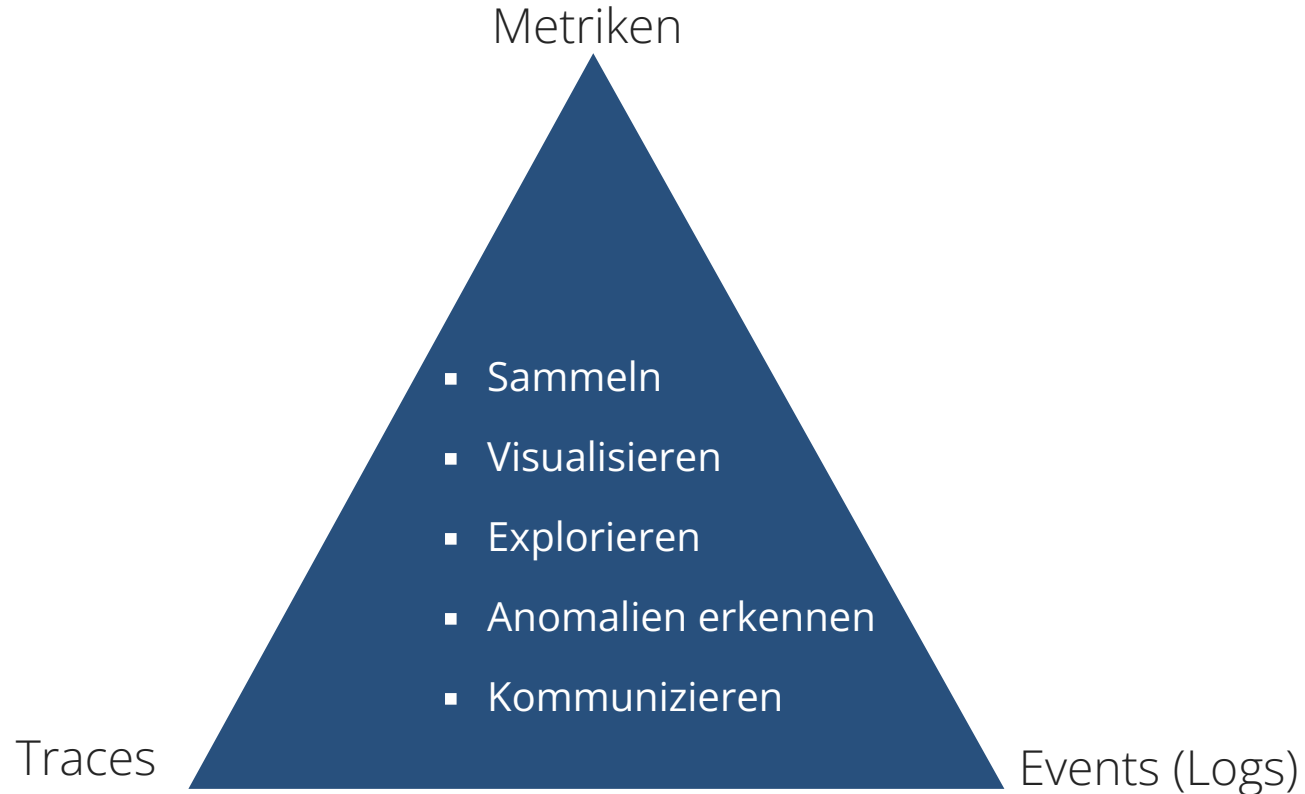 Metriken
▪ Sammeln
▪ Visualisieren
▪ Explorieren
▪ Anomalien erkennen
▪ Kommunizieren
Traces
Events (Logs)